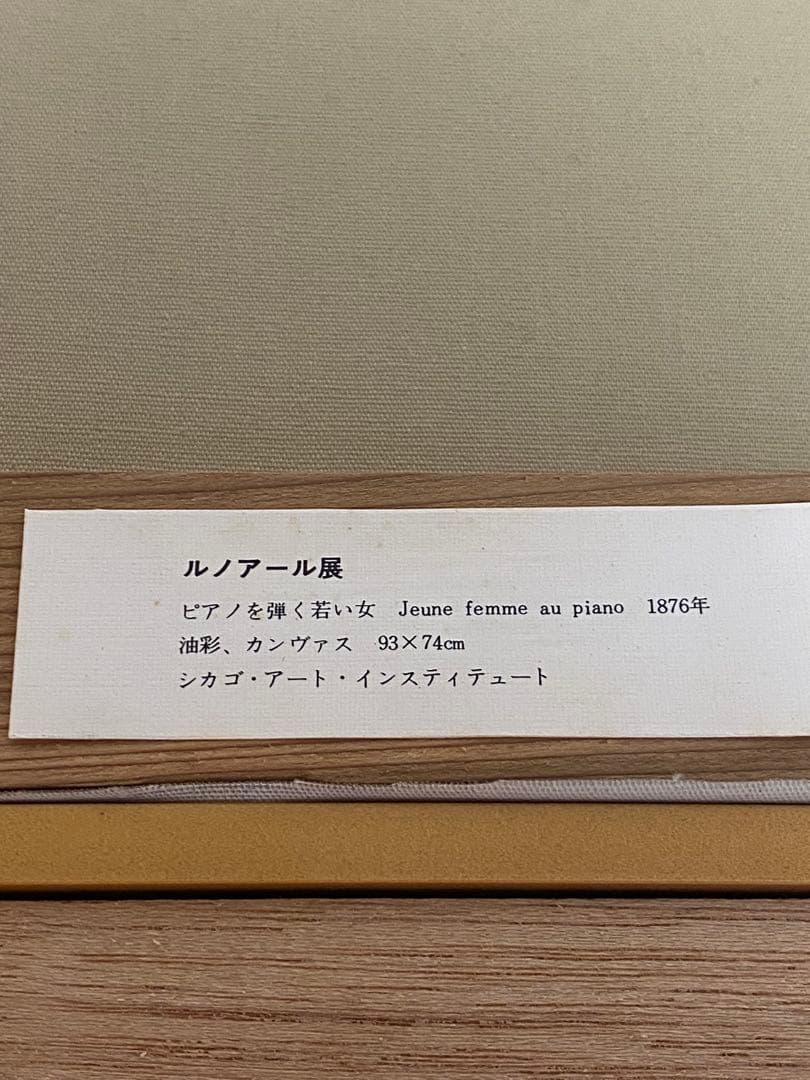 ルノアール展
ピアノを弾く若い女　Jeune femme au piano　1876年
油彩、カンヴァス　93×74cm
シカゴ・アート・インスティテュート